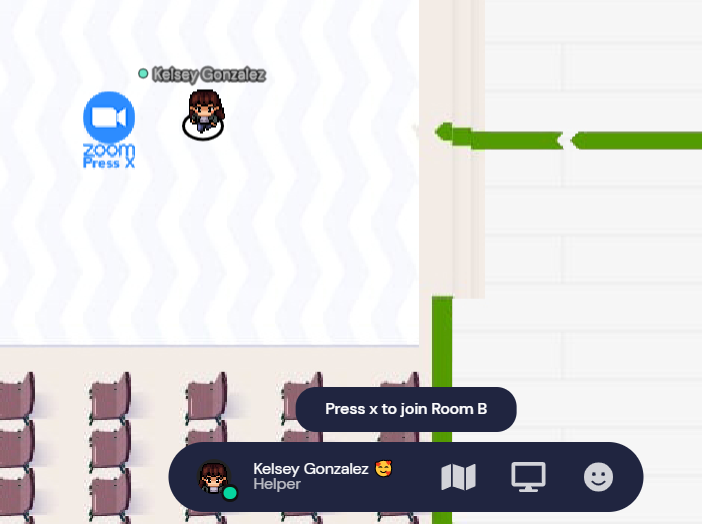 Kelsey Gonzalez
zoom
Press X
Press x to join Room B
Kelsey Gonzalez 🥰
Helper